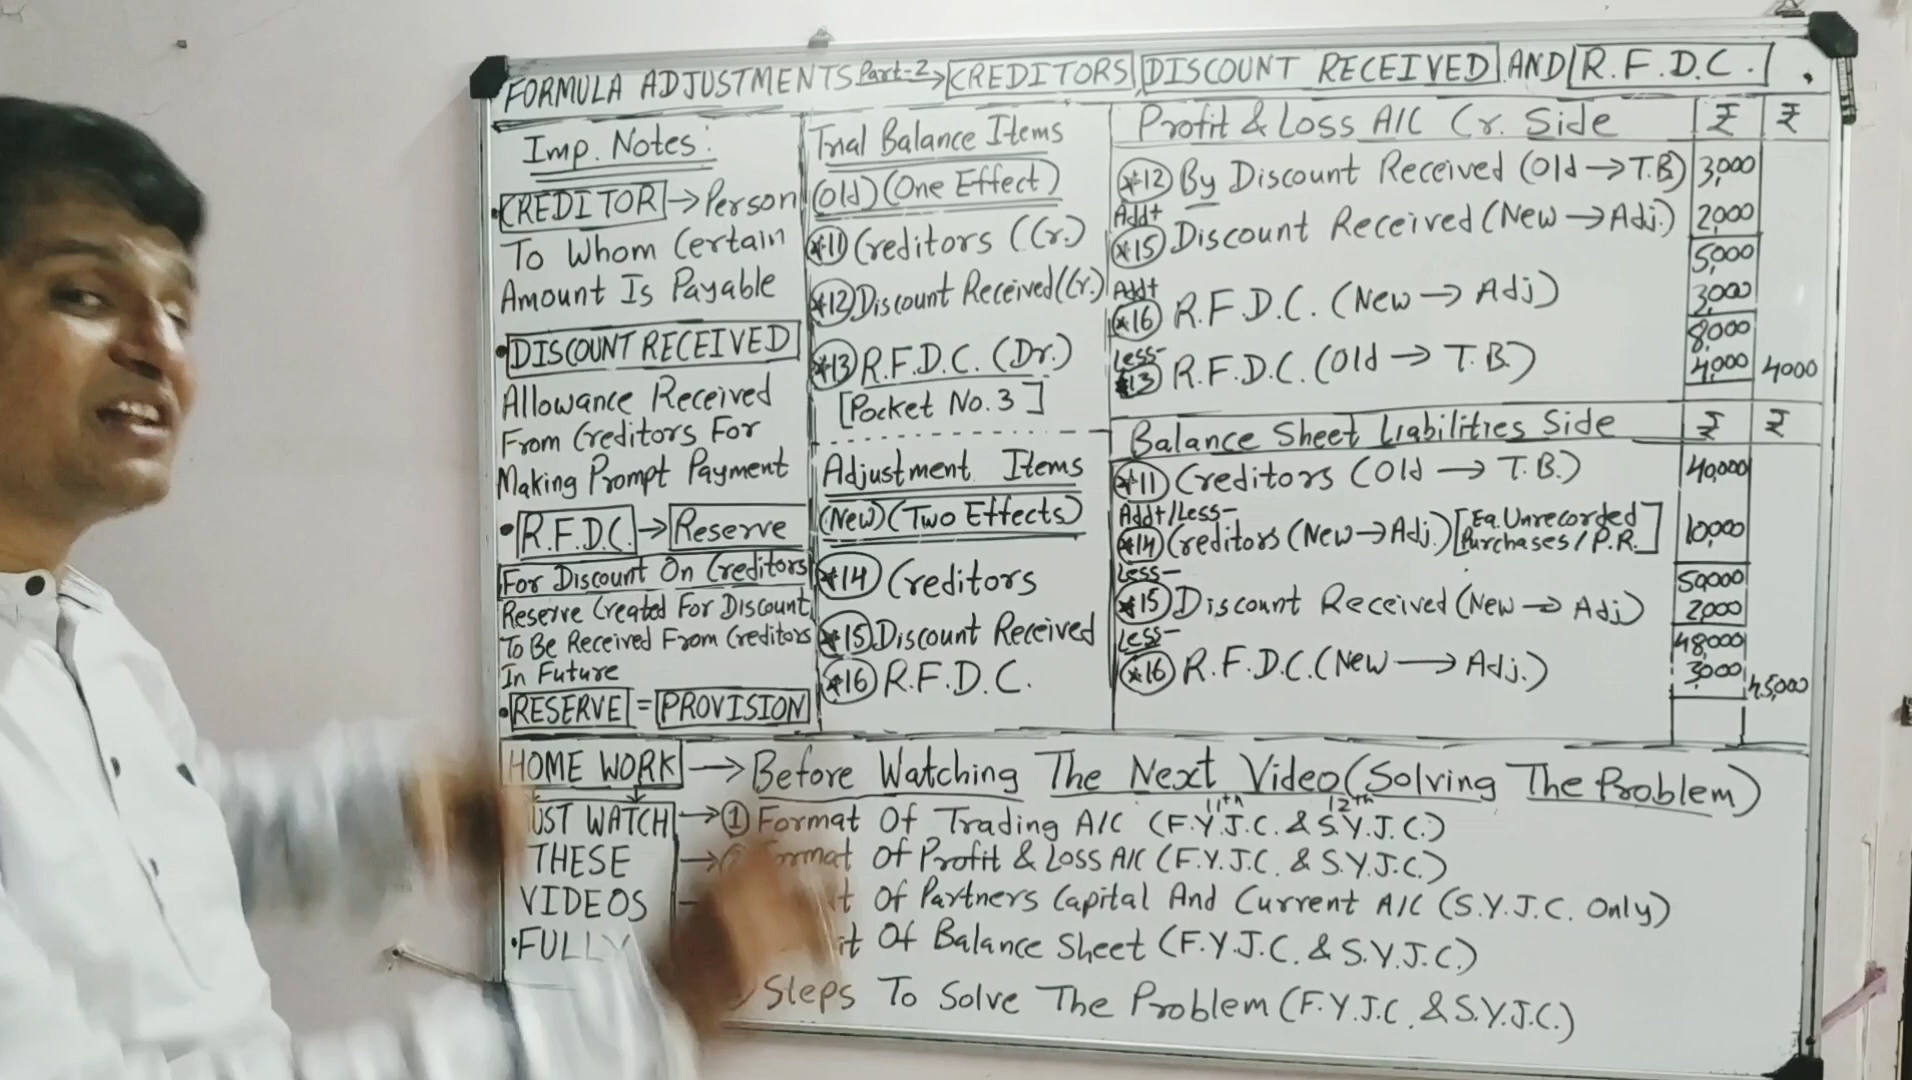 FORMULA ADJUSTMENTS Part-2 → CREDITORS DISCOUNT RECEIVED AND R.F.D.C.
Imp. Notes:
• CREDITOR → Person
To Whom Certain
Amount Is Payable
• DISCOUNT RECEIVED
Allowance Received
From Creditors For
Making Prompt Payment
• R.F.D.C. → Reserve
For Discount On Creditors
Reserve Created For Discount
To Be Received From Creditors
In Future
• RESERVE = PROVISION
Trial Balance Items
(Old) (One Effect)
*11 Creditors (Cr.)
*12 Discount Received (Cr.)
*13 R.F.D.C. (Dr.)
[Pocket No. 3]
Adjustment Items
(New) (Two Effects)
*14 Creditors
*15 Discount Received
*16 R.F.D.C.
Profit & Loss A/C Cr. Side ₹ ₹
*12 By Discount Received (Old → T.B) 3,000
Add+
*15 Discount Received (New → Adj.) 2,000
5,000
Add+
*16 R.F.D.C. (New → Adj) 3,000
8,000
Less-
*13 R.F.D.C. (Old → T.B.) 4,000 4000
Balance Sheet Liabilities Side ₹ ₹
*11 Creditors (Old → T.B.) 40,000
Add+/Less-
*14 Creditors (New → Adj.) [Eg. Unrecorded Purchases / P.R.] 10,000
50,000
Less-
*15 Discount Received (New → Adj) 2,000
48,000
Less-
*16 R.F.D.C. (New → Adj.) 3,000 45,000
HOME WORK → Before Watching The Next Video (Solving The Problem)
UST WATCH
THESE
VIDEOS
• FULLY
11th 12th
→ 1 Format Of Trading A/C (F.Y.J.C. & S.Y.J.C.)
→ ormat Of Profit & Loss A/C (F.Y.J.C. & S.Y.J.C.)
t Of Partners Capital And Current A/C (S.Y.J.C. Only)
at Of Balance Sheet (F.Y.J.C. & S.Y.J.C.)
Steps To Solve The Problem (F.Y.J.C. & S.Y.J.C.)